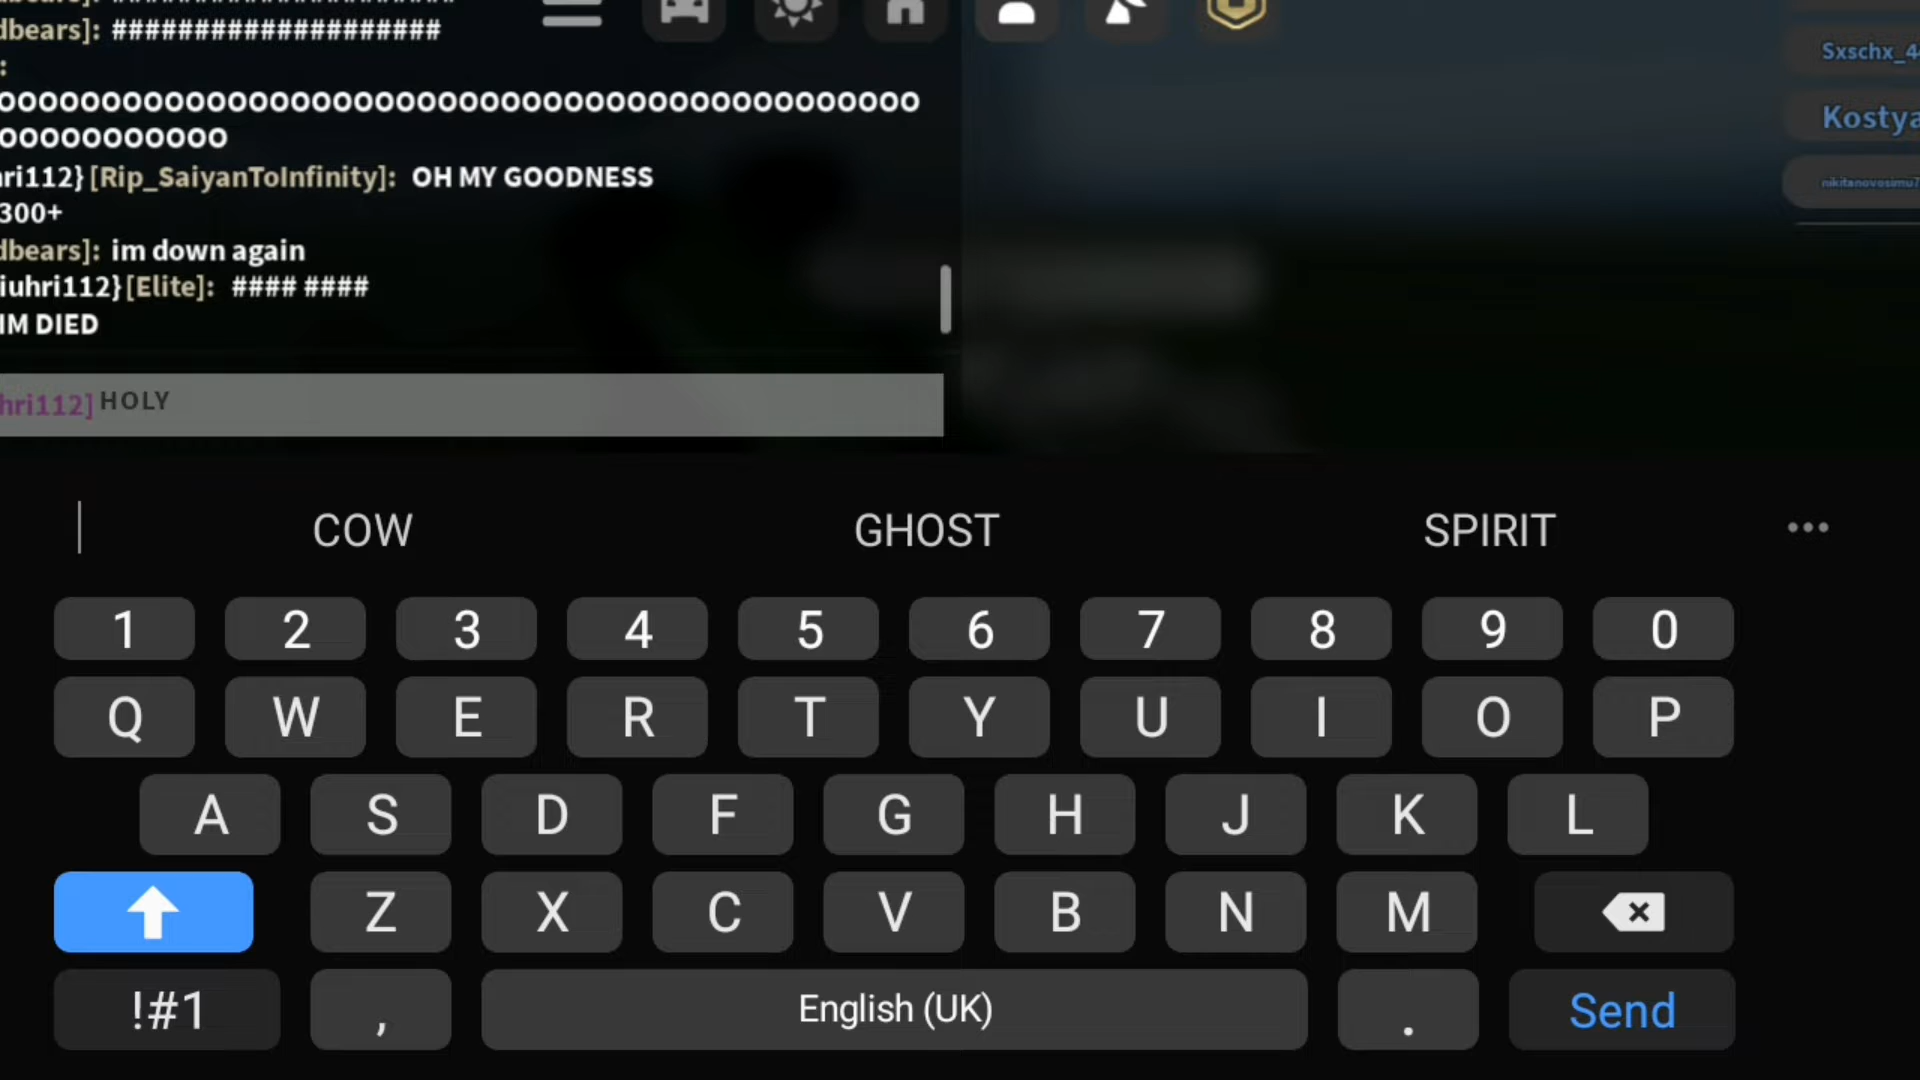 dbears]: ####################
:
OOOOOOOOOOOOOOOOOOOOOOOOOOOOOOOOOOOOOOOOOOOO
OOOOOOOOOOO
ri112}[Rip_SaiyanToInfinity]: OH MY GOODNESS
300+
dbears]: im down again
iuhri112}[Elite]: #### ####
IM DIED
hri112] HOLY
Sxschx_4
Kostya
COW GHOST SPIRIT
1 2 3 4 5 6 7 8 9 0
Q W E R T Y U I O P
A S D F G H J K L
Z X C V B N M
!#1 , English (UK) . Send